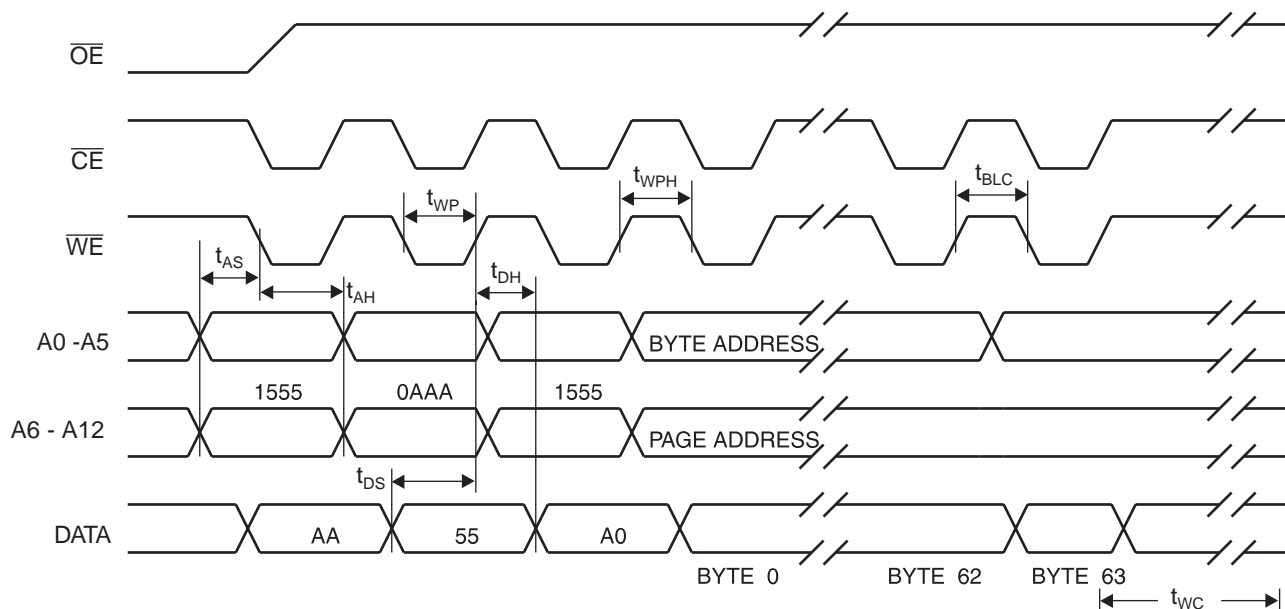 OE
CE
tWPH
tBLC
tWP
WE
tAS
tDH
tAH
A0 -A5
BYTE ADDRESS
1555
0AAA
1555
A6 - A12
PAGE ADDRESS
tDS
DATA
AA
55
A0
BYTE 0
BYTE 62
BYTE 63
tWC